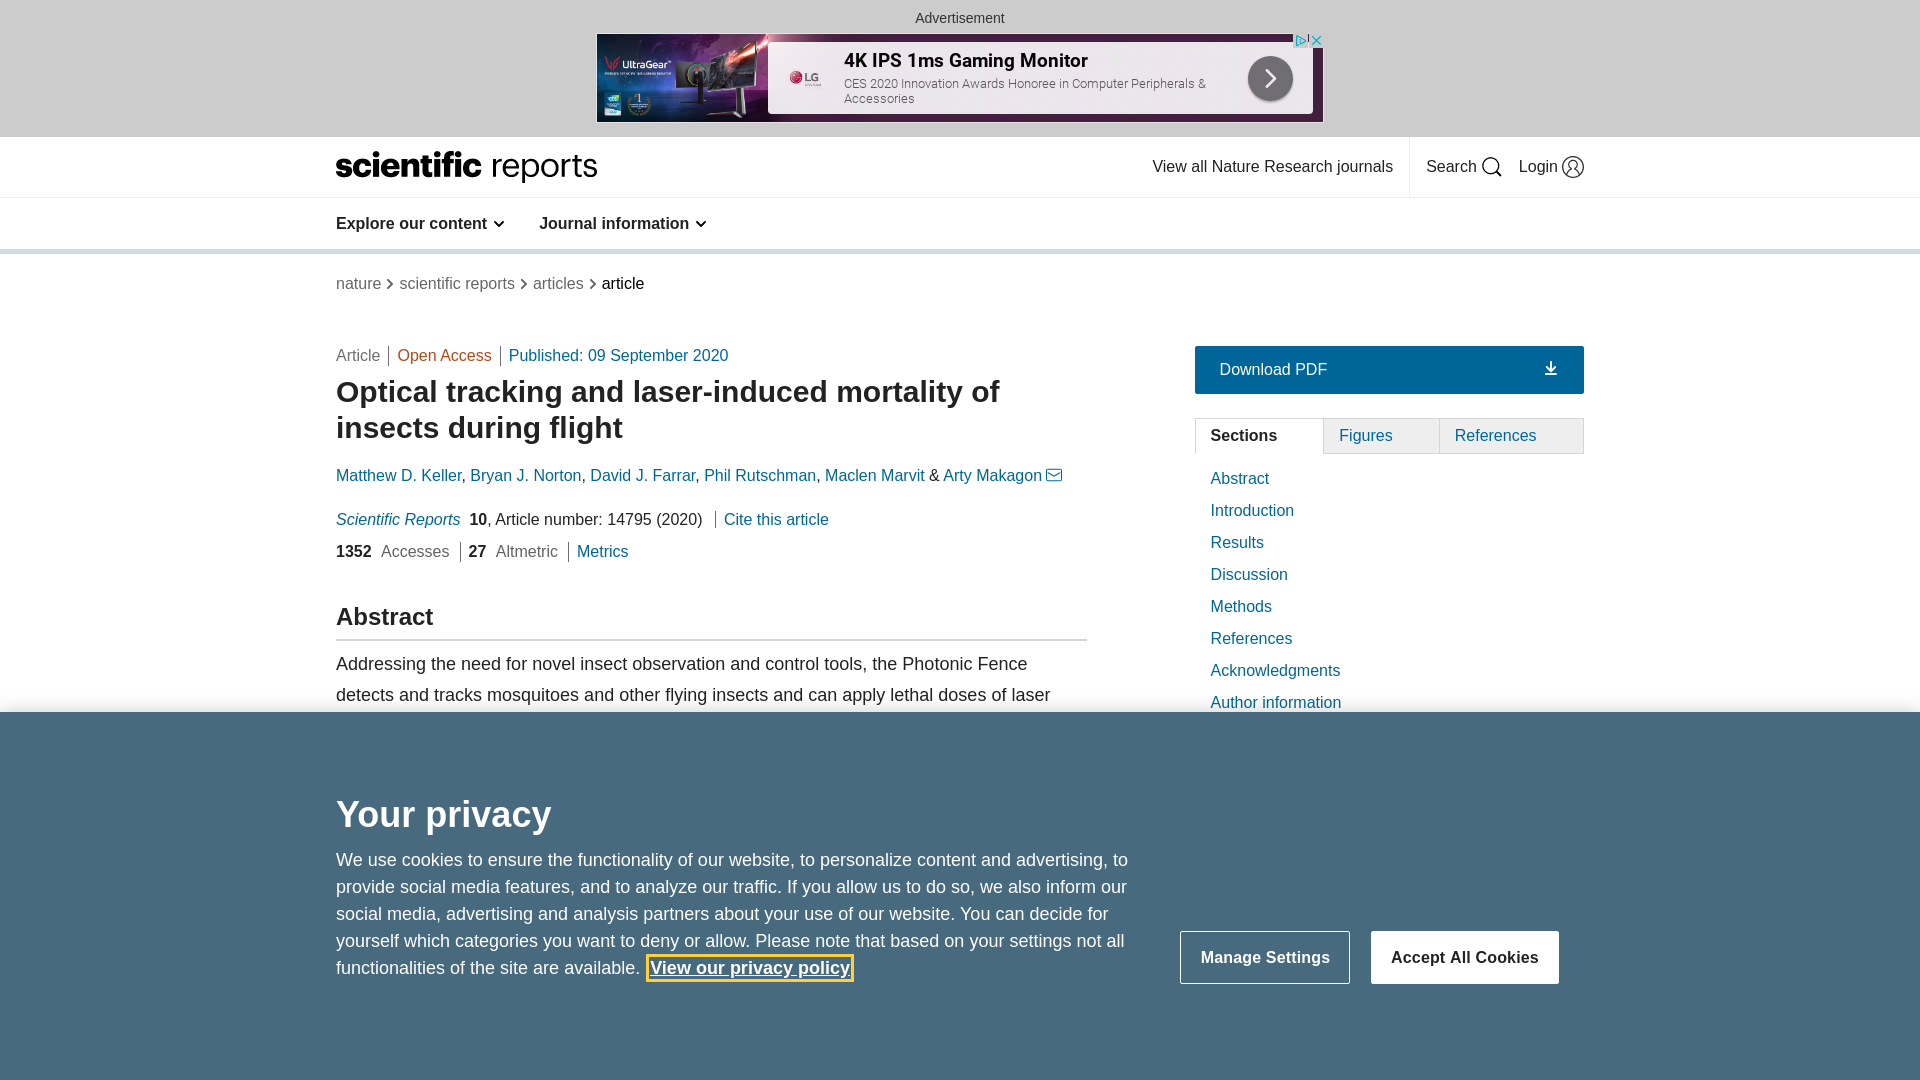 Advertisement
UltraGear
LG
4K IPS 1ms Gaming Monitor
CES 2020 Innovation Awards Honoree in Computer Peripherals &
Accessories
scientific reports
View all Nature Research journals
Search
Login
Explore our content
Journal information
nature
scientific reports
articles
article
Article
Open Access
Published: 09 September 2020
Optical tracking and laser-induced mortality of
insects during flight
Matthew D. Keller, Bryan J. Norton, David J. Farrar, Phil Rutschman, Maclen Marvit & Arty Makagon
Scientific Reports 10, Article number: 14795 (2020)
Cite this article
1352 Accesses
27 Altmetric
Metrics
Abstract
Addressing the need for novel insect observation and control tools, the Photonic Fence
detects and tracks mosquitoes and other flying insects and can apply lethal doses of laser
Download PDF
Sections
Figures
References
Abstract
Introduction
Results
Discussion
Methods
References
Acknowledgments
Author information
Your privacy
We use cookies to ensure the functionality of our website, to personalize content and advertising, to
provide social media features, and to analyze our traffic. If you allow us to do so, we also inform our
social media, advertising and analysis partners about your use of our website. You can decide for
yourself which categories you want to deny or allow. Please note that based on your settings not all
functionalities of the site are available. View our privacy policy
Manage Settings
Accept All Cookies